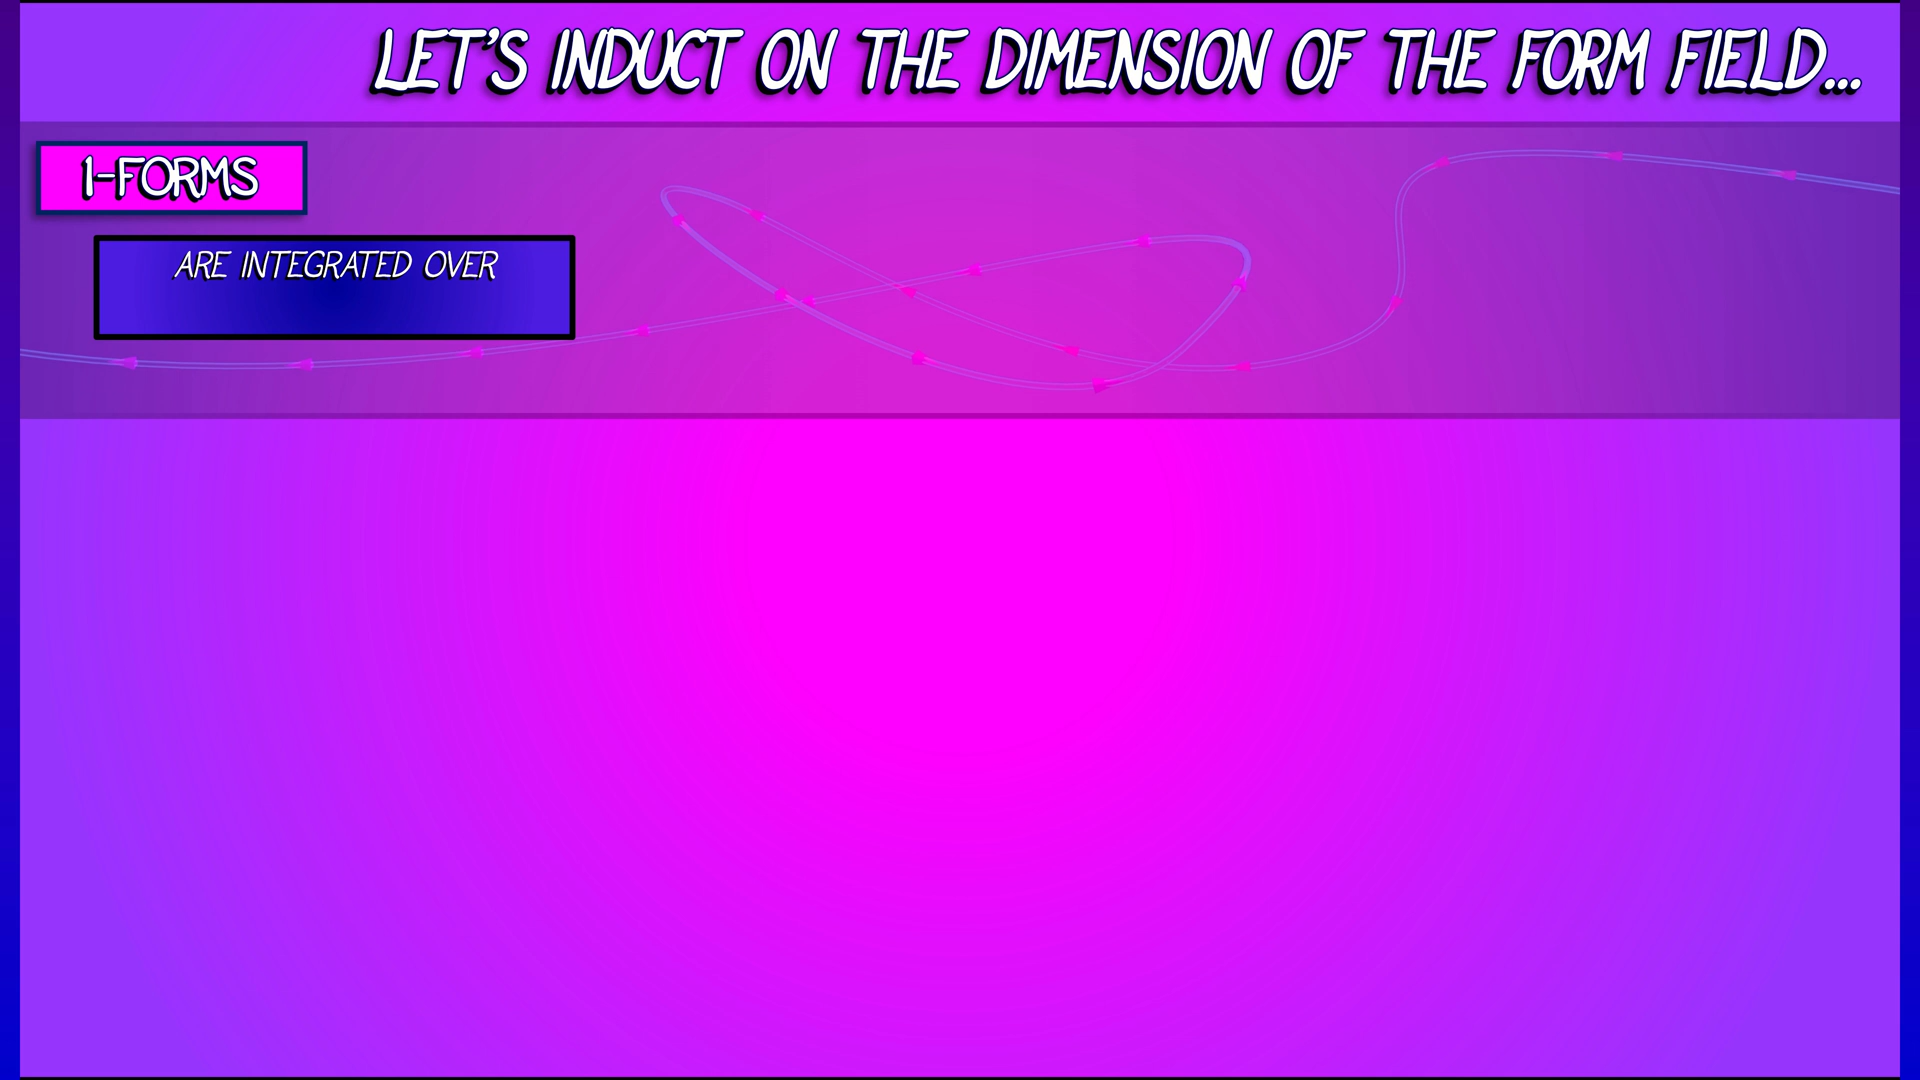 LET'S INDUCT ON THE DIMENSION OF THE FORM FIELD...
1-FORMS
ARE INTEGRATED OVER